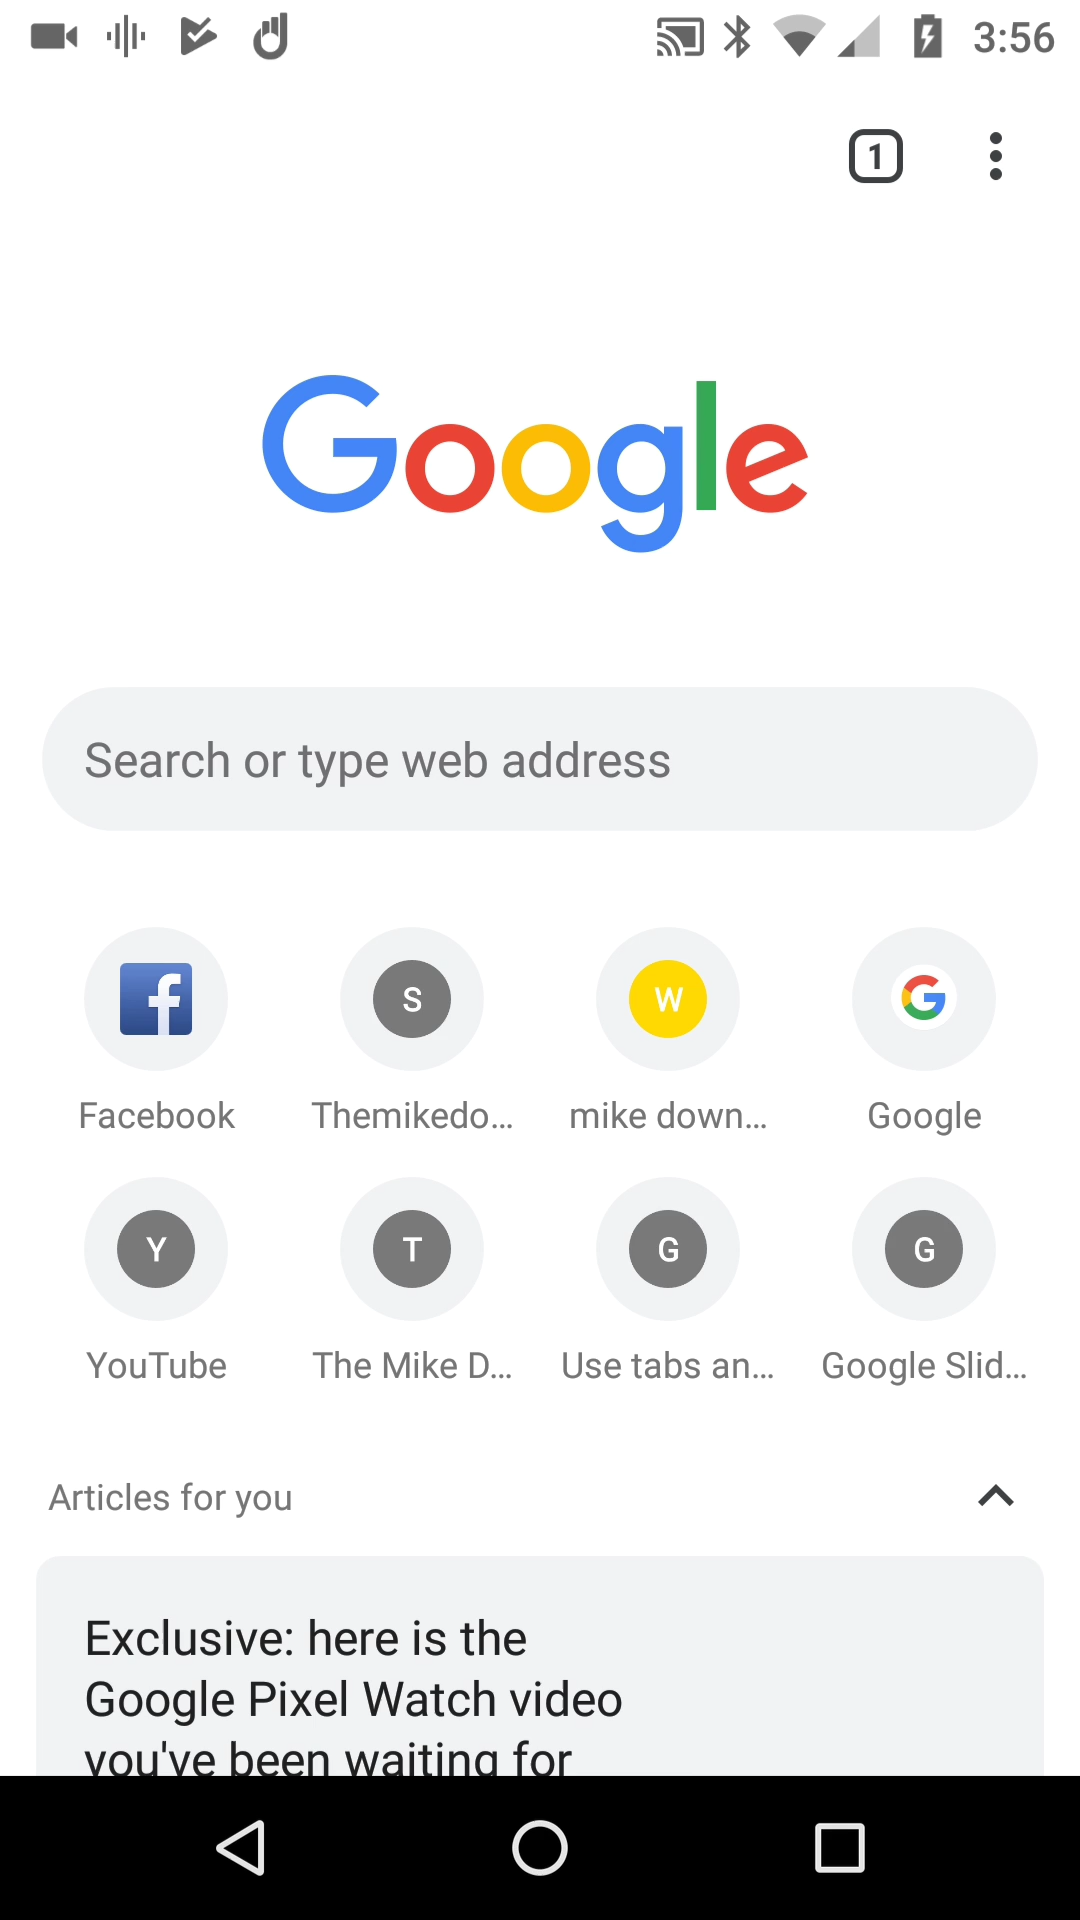 3:56
1
Google
Search or type web address
S
W
G
Facebook
Themikedo...
mike down...
Google
Y
T
G
G
YouTube
The Mike D...
Use tabs an...
Google Slid...
Articles for you
Exclusive: here is the
Google Pixel Watch video
you've been waiting for